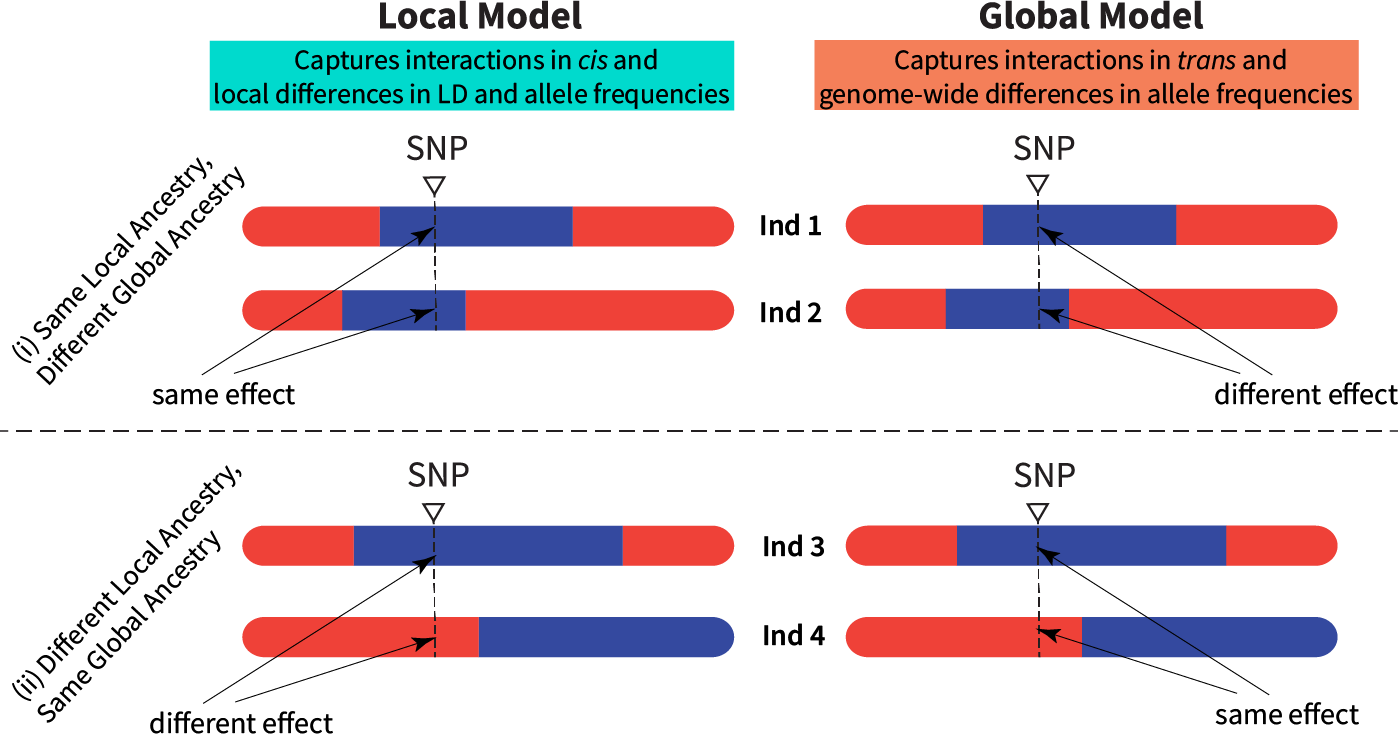 Local Model
Captures interactions in cis and
local differences in LD and allele frequencies
Global Model
Captures interactions in trans and
genome-wide differences in allele frequencies
(i) Same Local Ancestry,
Different Global Ancestry
SNP
SNP
Ind 1
Ind 2
same effect
different effect
(ii) Different Local Ancestry,
Same Global Ancestry
SNP
SNP
Ind 3
Ind 4
different effect
same effect